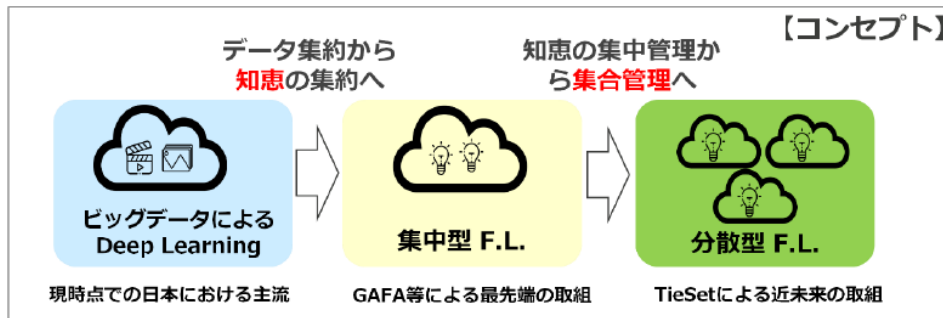 【コンセプト】
データ集約から
知恵の集約へ
知恵の集中管理か
ら集合管理へ
ビッグデータによる
Deep Learning
集中型 F.L.
分散型 F.L.
現時点での日本における主流
GAFA等による最先端の取組
TieSetによる近未来の取組